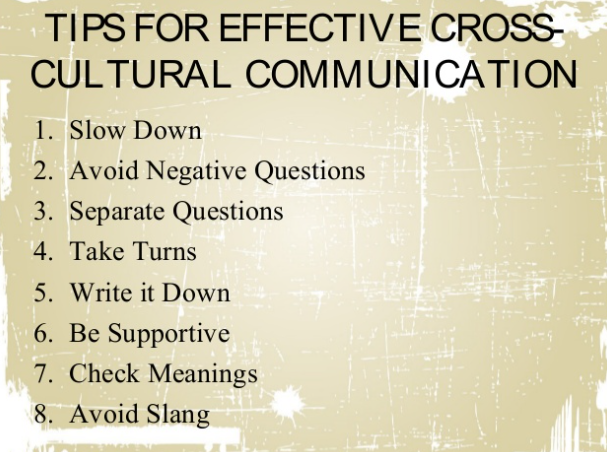 TIPS FOR EFFECTIVE CROSS-
CULTURAL COMMUNICATION
1. Slow Down
2. Avoid Negative Questions
3. Separate Questions
4. Take Turns
5. Write it Down
6. Be Supportive
7. Check Meanings
8. Avoid Slang